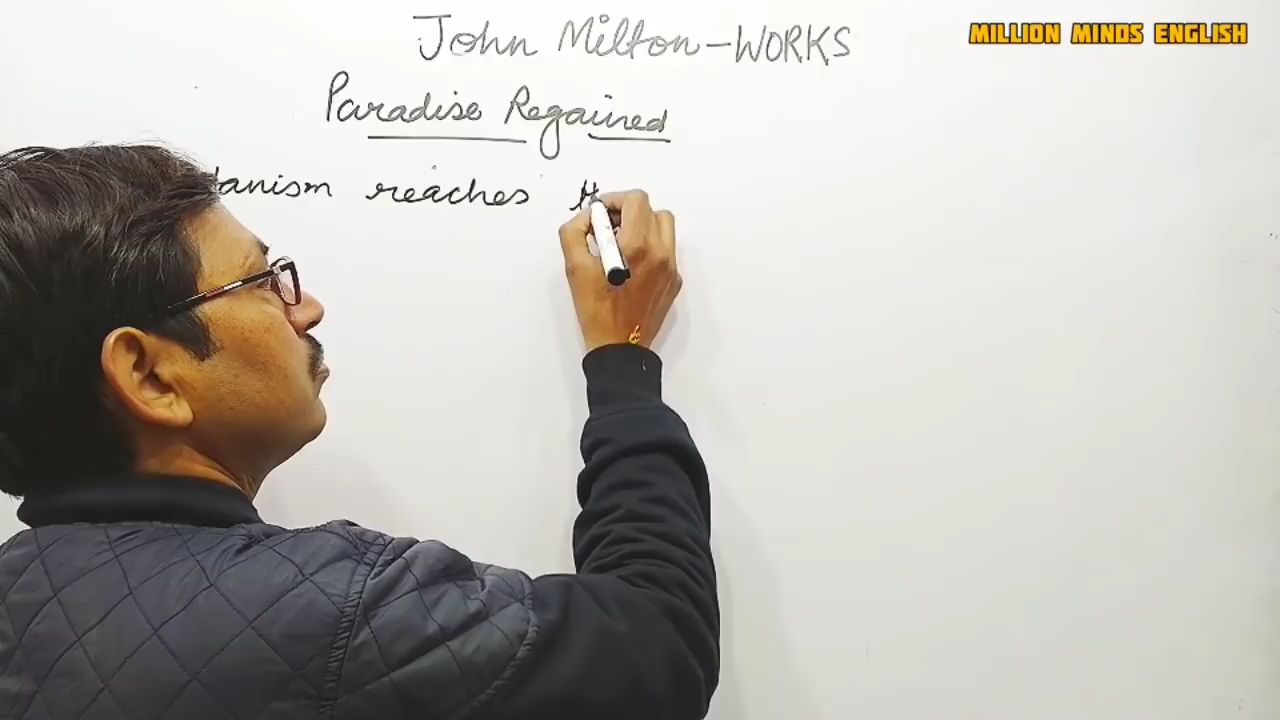 John Milton - WORKS
MILLION MINDS ENGLISH
Paradise Regained
reaches